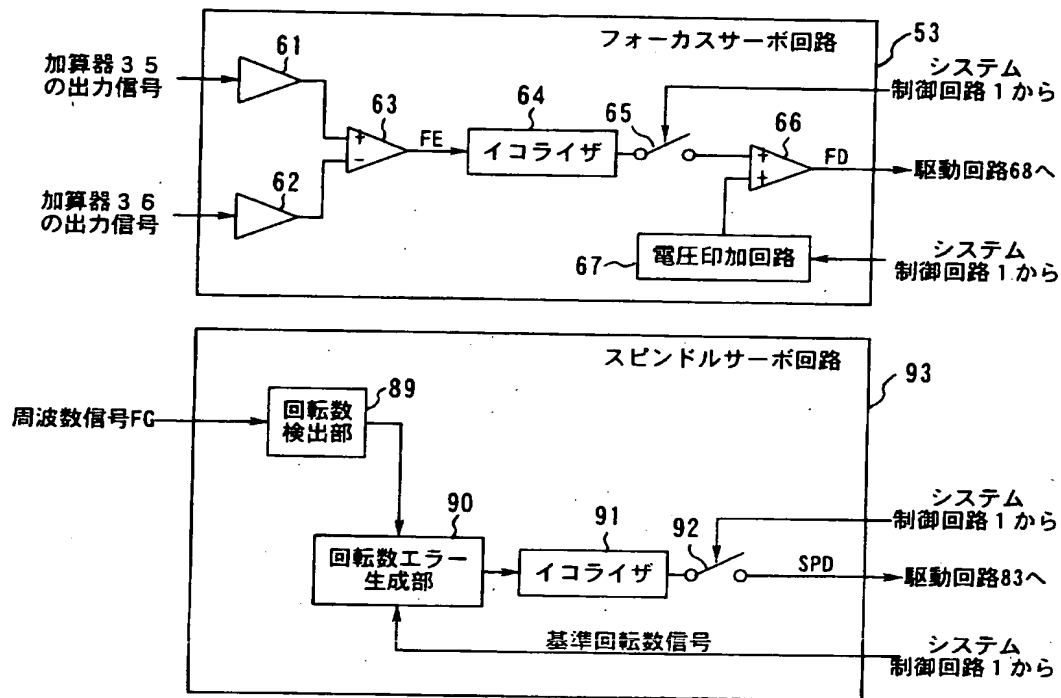 フォーカスサーボ回路
53
加算器35
の出力信号
61
63
FE
64
イコライザ
65
システム
制御回路1から
66
FD
駆動回路68へ
加算器36
の出力信号
62
+
-
+
+
67
電圧印加回路
システム
制御回路1から
スピンドルサーボ回路
93
周波数信号FG
89
回転数
検出部
90
回転数エラー
生成部
91
イコライザ
92
システム
制御回路1から
SPD
駆動回路83へ
基準回転数信号
システム
制御回路1から